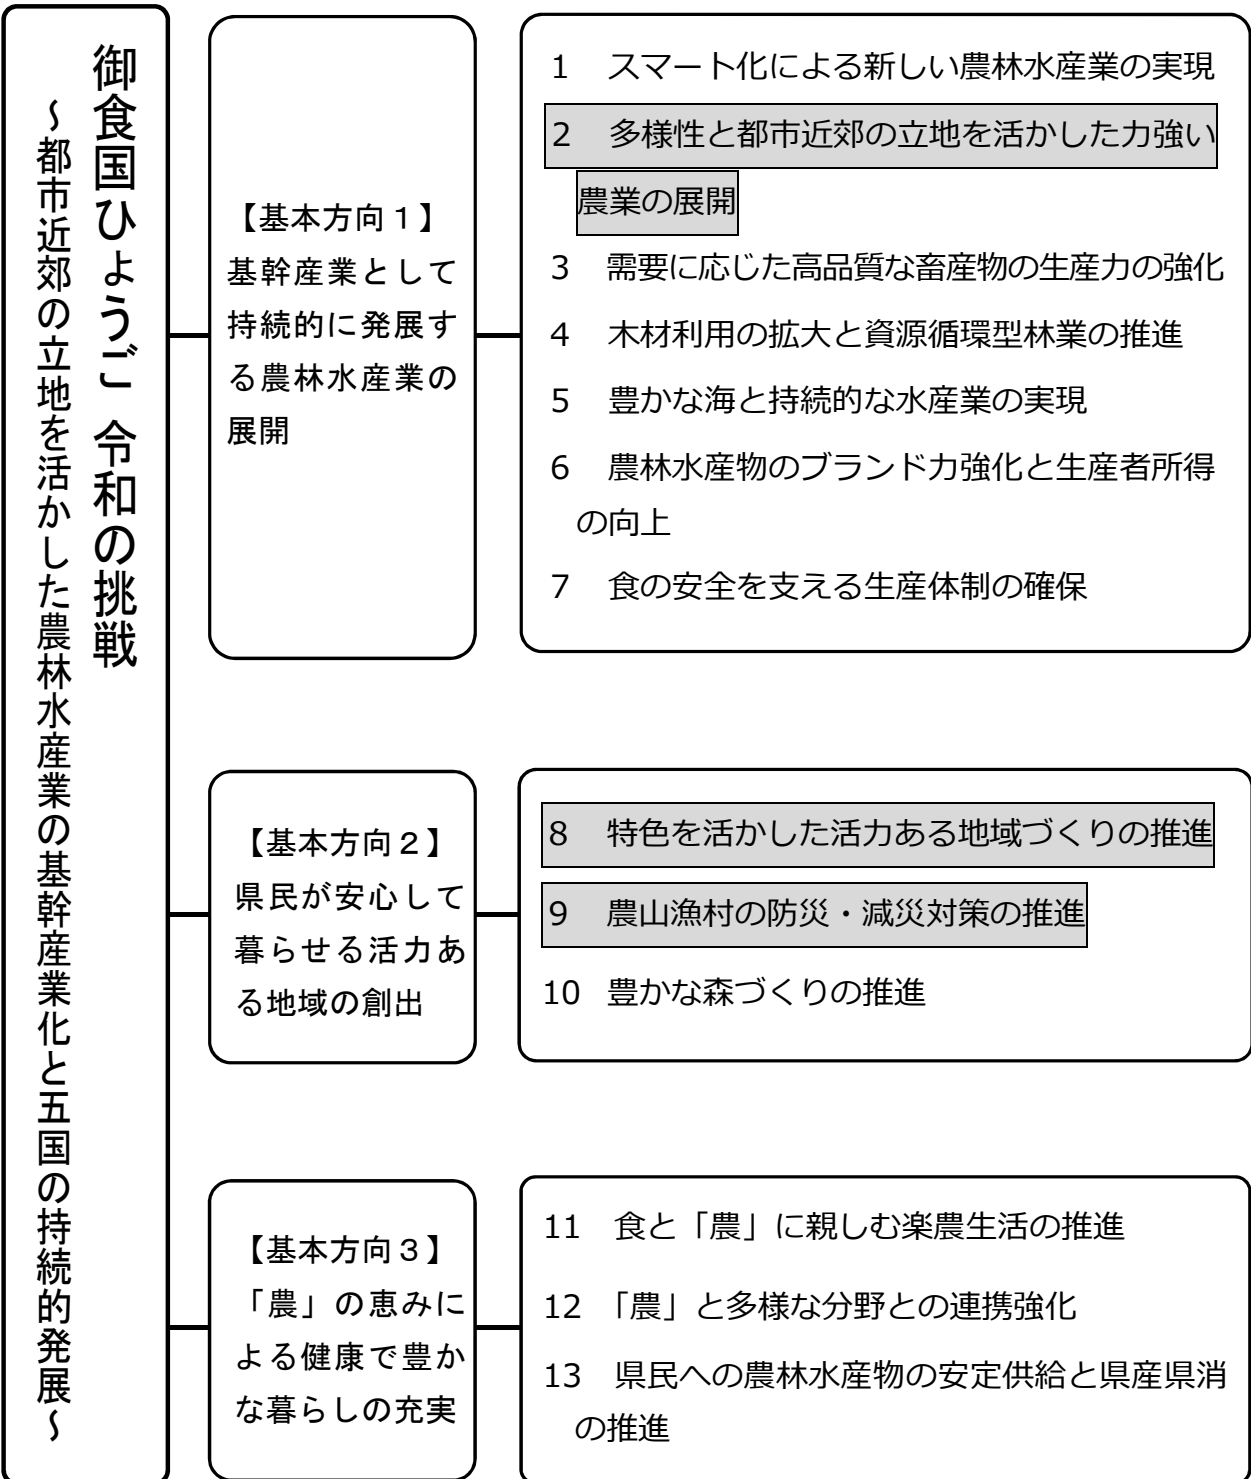 御食国ひょうご 令和の挑戦
~都市近郊の立地を活かした農林水産業の基幹産業化と五国の持続的発展~
【基本方向1】
基幹産業として
持続的に発展す
る農林水産業の
展開
1 スマート化による新しい農林水産業の実現
2 多様性と都市近郊の立地を活かした力強い
農業の展開
3 需要に応じた高品質な畜産物の生産力の強化
4 木材利用の拡大と資源循環型林業の推進
5 豊かな海と持続的な水産業の実現
6 農林水産物のブランド力強化と生産者所得
の向上
7 食の安全を支える生産体制の確保
【基本方向2】
県民が安心して
暮らせる活力あ
る地域の創出
8 特色を活かした活力ある地域づくりの推進
9 農山漁村の防災・減災対策の推進
10 豊かな森づくりの推進
【基本方向3】
「農」の恵みに
よる健康で豊か
な暮らしの充実
11 食と「農」に親しむ楽農生活の推進
12 「農」と多様な分野との連携強化
13 県民への農林水産物の安定供給と県産県消
の推進